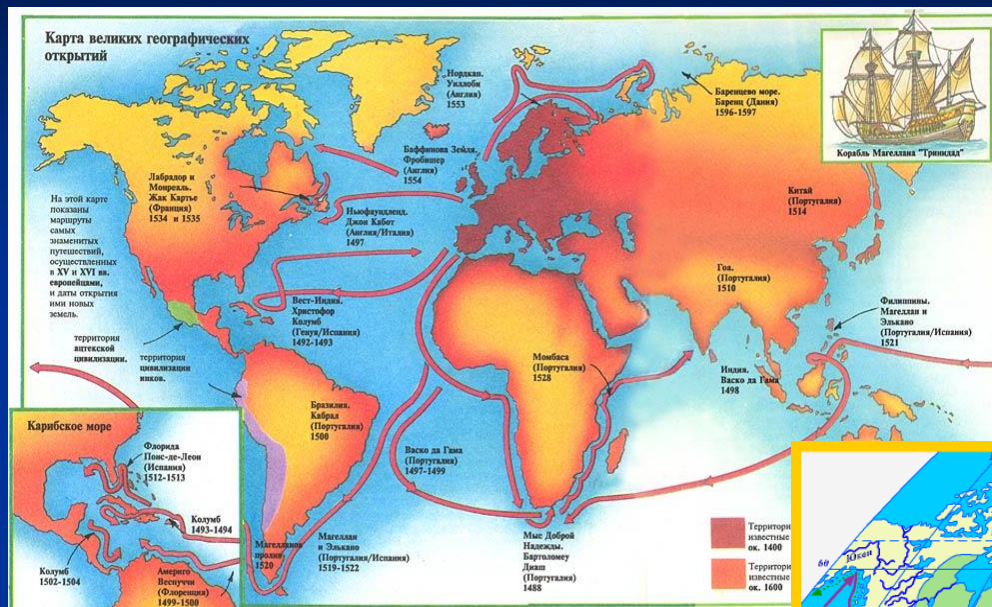 Карта великих географических
открытий
Нордкап.
Уиллоби
(Англия)
1553
Баренцево море.
Баренц (Дания)
1596-1597
Корабль Магеллана "Тринидад"
Баффинова Земля.
Фробишер
(Англия)
1554
Лабрадор и
Монреаль.
Жак Картье
(Франция)
1534 и 1535
Китай
(Португалия)
1514
На этой карте
показаны
маршруты
самых
знаменитых
путешествий,
осуществленных
в XV и XVI вв.
европейцами,
и даты открытия
ими новых
земель.
Ньюфаундленд.
Джон Кабот
(Англия/Италия)
1497
Гоа.
(Португалия)
1510
Вест-Индия.
Христофор
Колумб
(Генуя/Испания)
1492-1493
Филиппины.
Магеллан и
Элькано
(Португалия/Испания)
1521
территория
ацтекской
цивилизации.
территория
цивилизации
инков.
Момбаса
(Португалия)
1528
Индия.
Васко да Гама
1498
Бразилия.
Кабрал
(Португалия)
1500
Карибское море
Флорида
Понс-де-Леон
(Испания)
1512-1513
Васко да Гама
(Португалия)
1497-1499
Колумб
1493-1494
Колумб
1502-1504
Америго
Веспуччи
(Флоренция)
1499-1500
Магелланов
пролив
1520
Магеллан
и Элькано
(Португалия/Испания)
1519-1522
Мыс Доброй
Надежды.
Бартоломеу
Диаш
(Португалия)
1488
Территори
известные
ок. 1400
Территори
известные
ок. 1600
60
Юкон